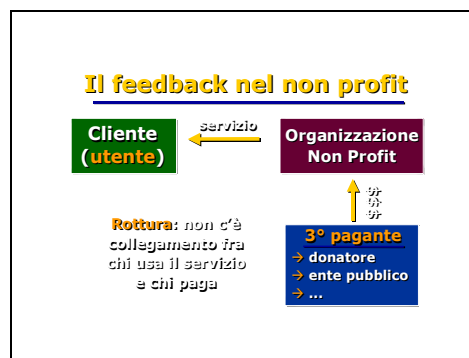 Il feedback nel non profit
Cliente
(utente)
servizio
Organizzazione
Non Profit
$$$
Rottura: non c'è
collegamento fra
chi usa il servizio
e chi paga
3° pagante
→ donatore
→ ente pubblico
→ ...